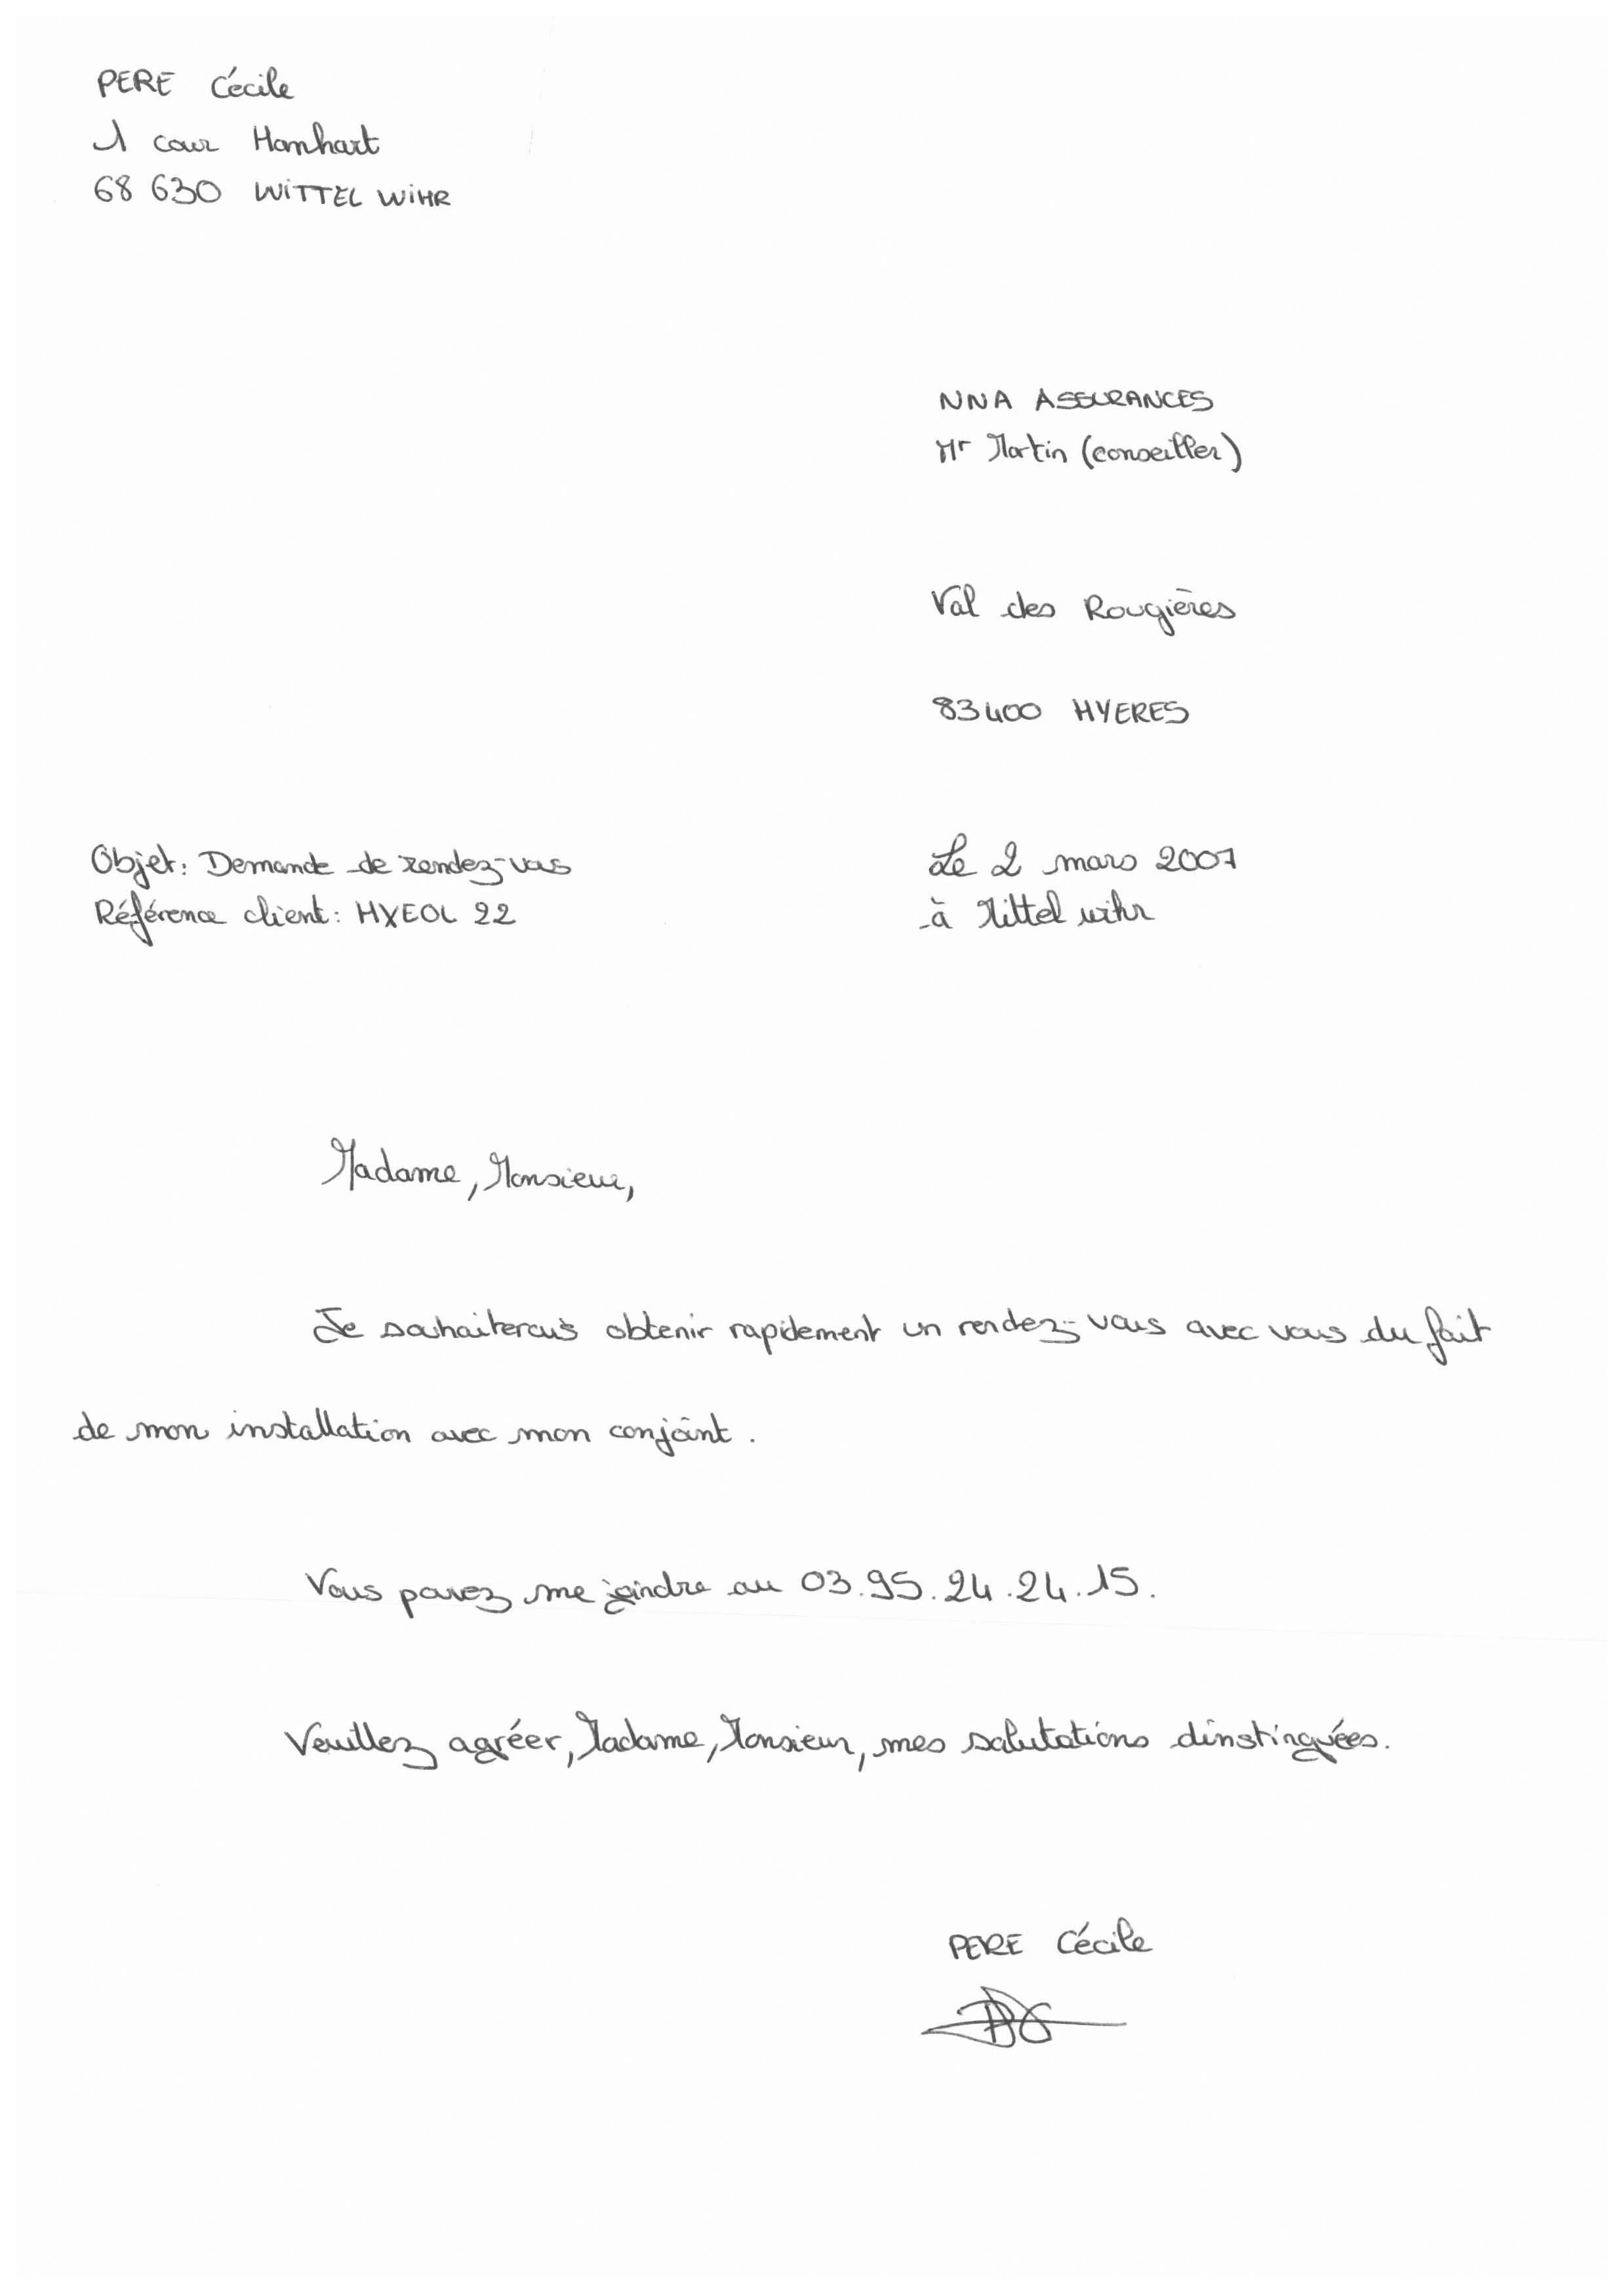 PERE Cécile
1 cour Homhart
68 630 WITTEL WIHR
NNA ASSURANCES
Mr Martin (conseiller)
Val des Rougières
83400 HYERES
Objet: Demande de rendez-vous
Le 2 mars 2007
Référence client: HXEOL 22
à Mittel wihr
Madame, Monsieur,
Je souhaiterais obtenir rapidement un rendez-vous avec vous du fait
de mon installation avec mon conjoint.
Vous pouvez me joindre au 03.95.24.24.15.
Veuillez agréer, Madame, Monsieur, mes salutations dinstinguées.
PERE Cécile